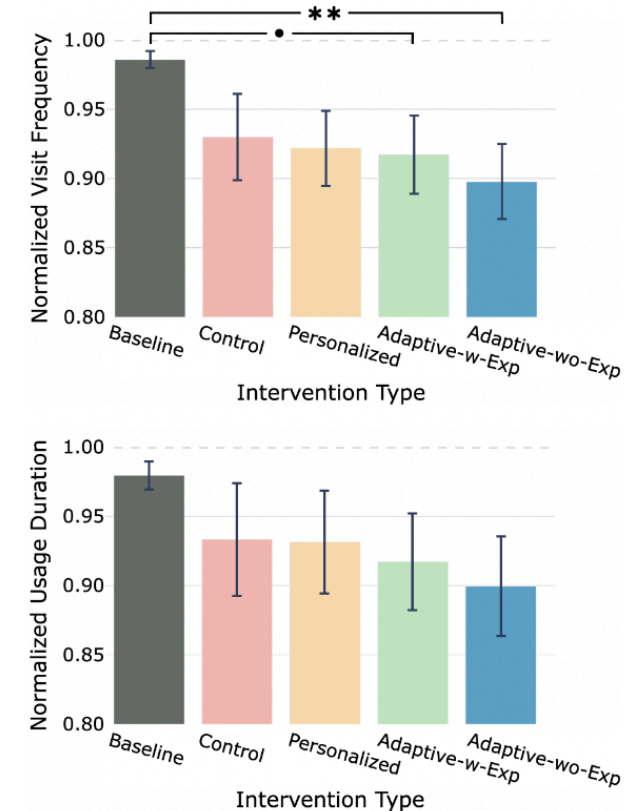 **
•
1.00
0.95
0.90
0.85
0.80
Normalized Visit Frequency
Baseline
Control
Personalized
Adaptive-w-Exp
Adaptive-wo-Exp
Intervention Type
1.00
0.95
0.90
0.85
0.80
Normalized Usage Duration
Baseline
Control
Personalized
Adaptive-w-Exp
Adaptive-wo-Exp
Intervention Type